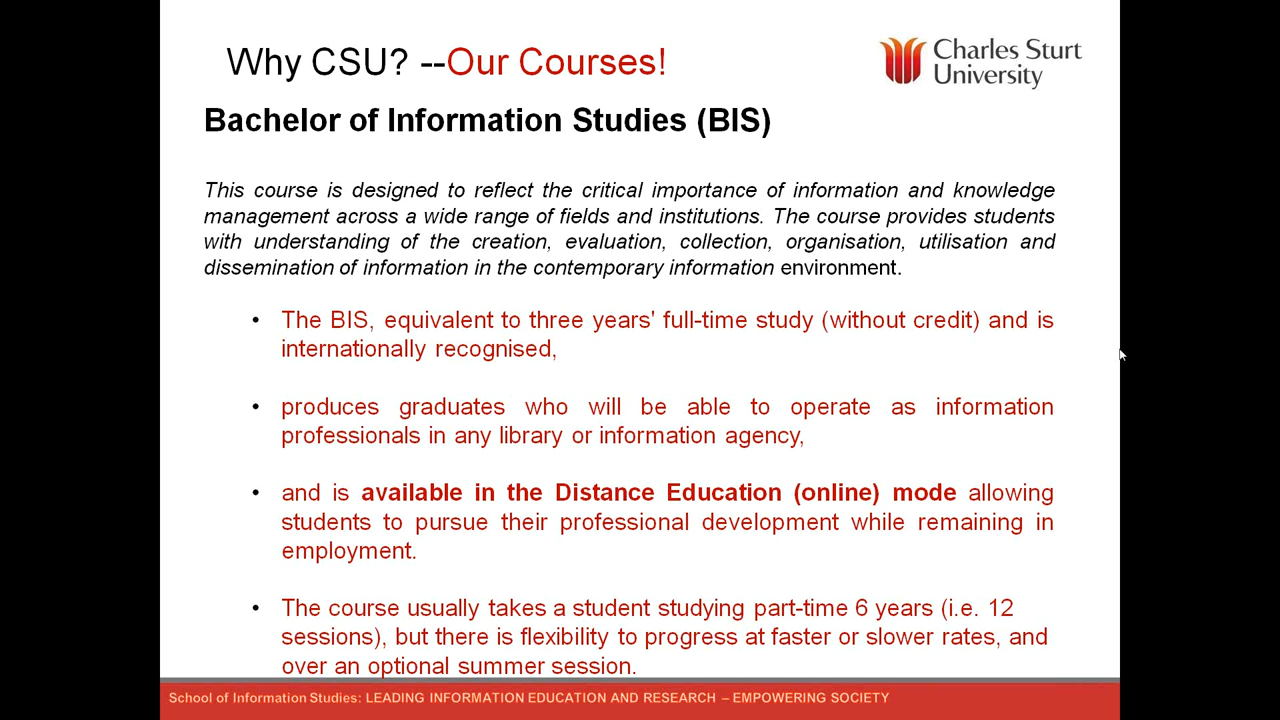 Why CSU? --Our Courses!
Charles Sturt
University
Bachelor of Information Studies (BIS)
This course is designed to reflect the critical importance of information and knowledge
management across a wide range of fields and institutions. The course provides students
with understanding of the creation, evaluation, collection, organisation, utilisation and
dissemination of information in the contemporary information environment.
• The BIS, equivalent to three years' full-time study (without credit) and is
internationally recognised,
• produces graduates who will be able to operate as information
professionals in any library or information agency,
• and is available in the Distance Education (online) mode allowing
students to pursue their professional development while remaining in
employment.
• The course usually takes a student studying part-time 6 years (i.e. 12
sessions), but there is flexibility to progress at faster or slower rates, and
over an optional summer session.
School of Information Studies: LEADING INFORMATION EDUCATION AND RESEARCH – EMPOWERING SOCIETY